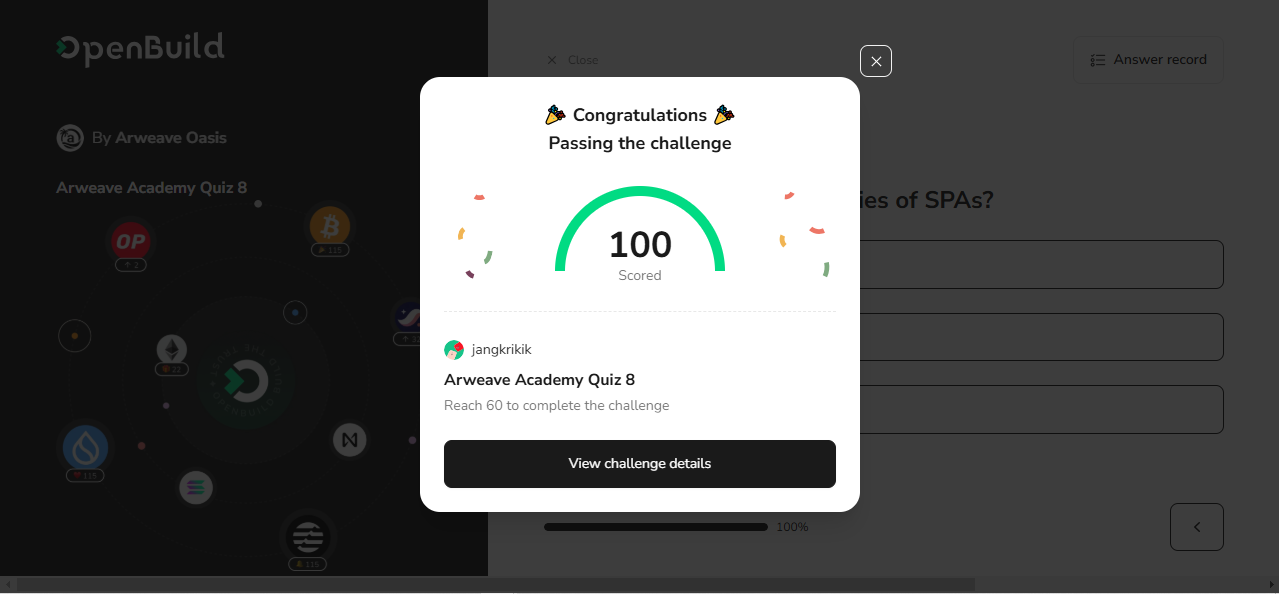 OpenBuild
By Arweave Oasis
Arweave Academy Quiz 8
OP
2
115
22
115
115
Close
Answer record
ies of SPAs?
🎉 Congratulations 🎉
Passing the challenge
100
Scored
jangkrikik
Arweave Academy Quiz 8
Reach 60 to complete the challenge
View challenge details
100%